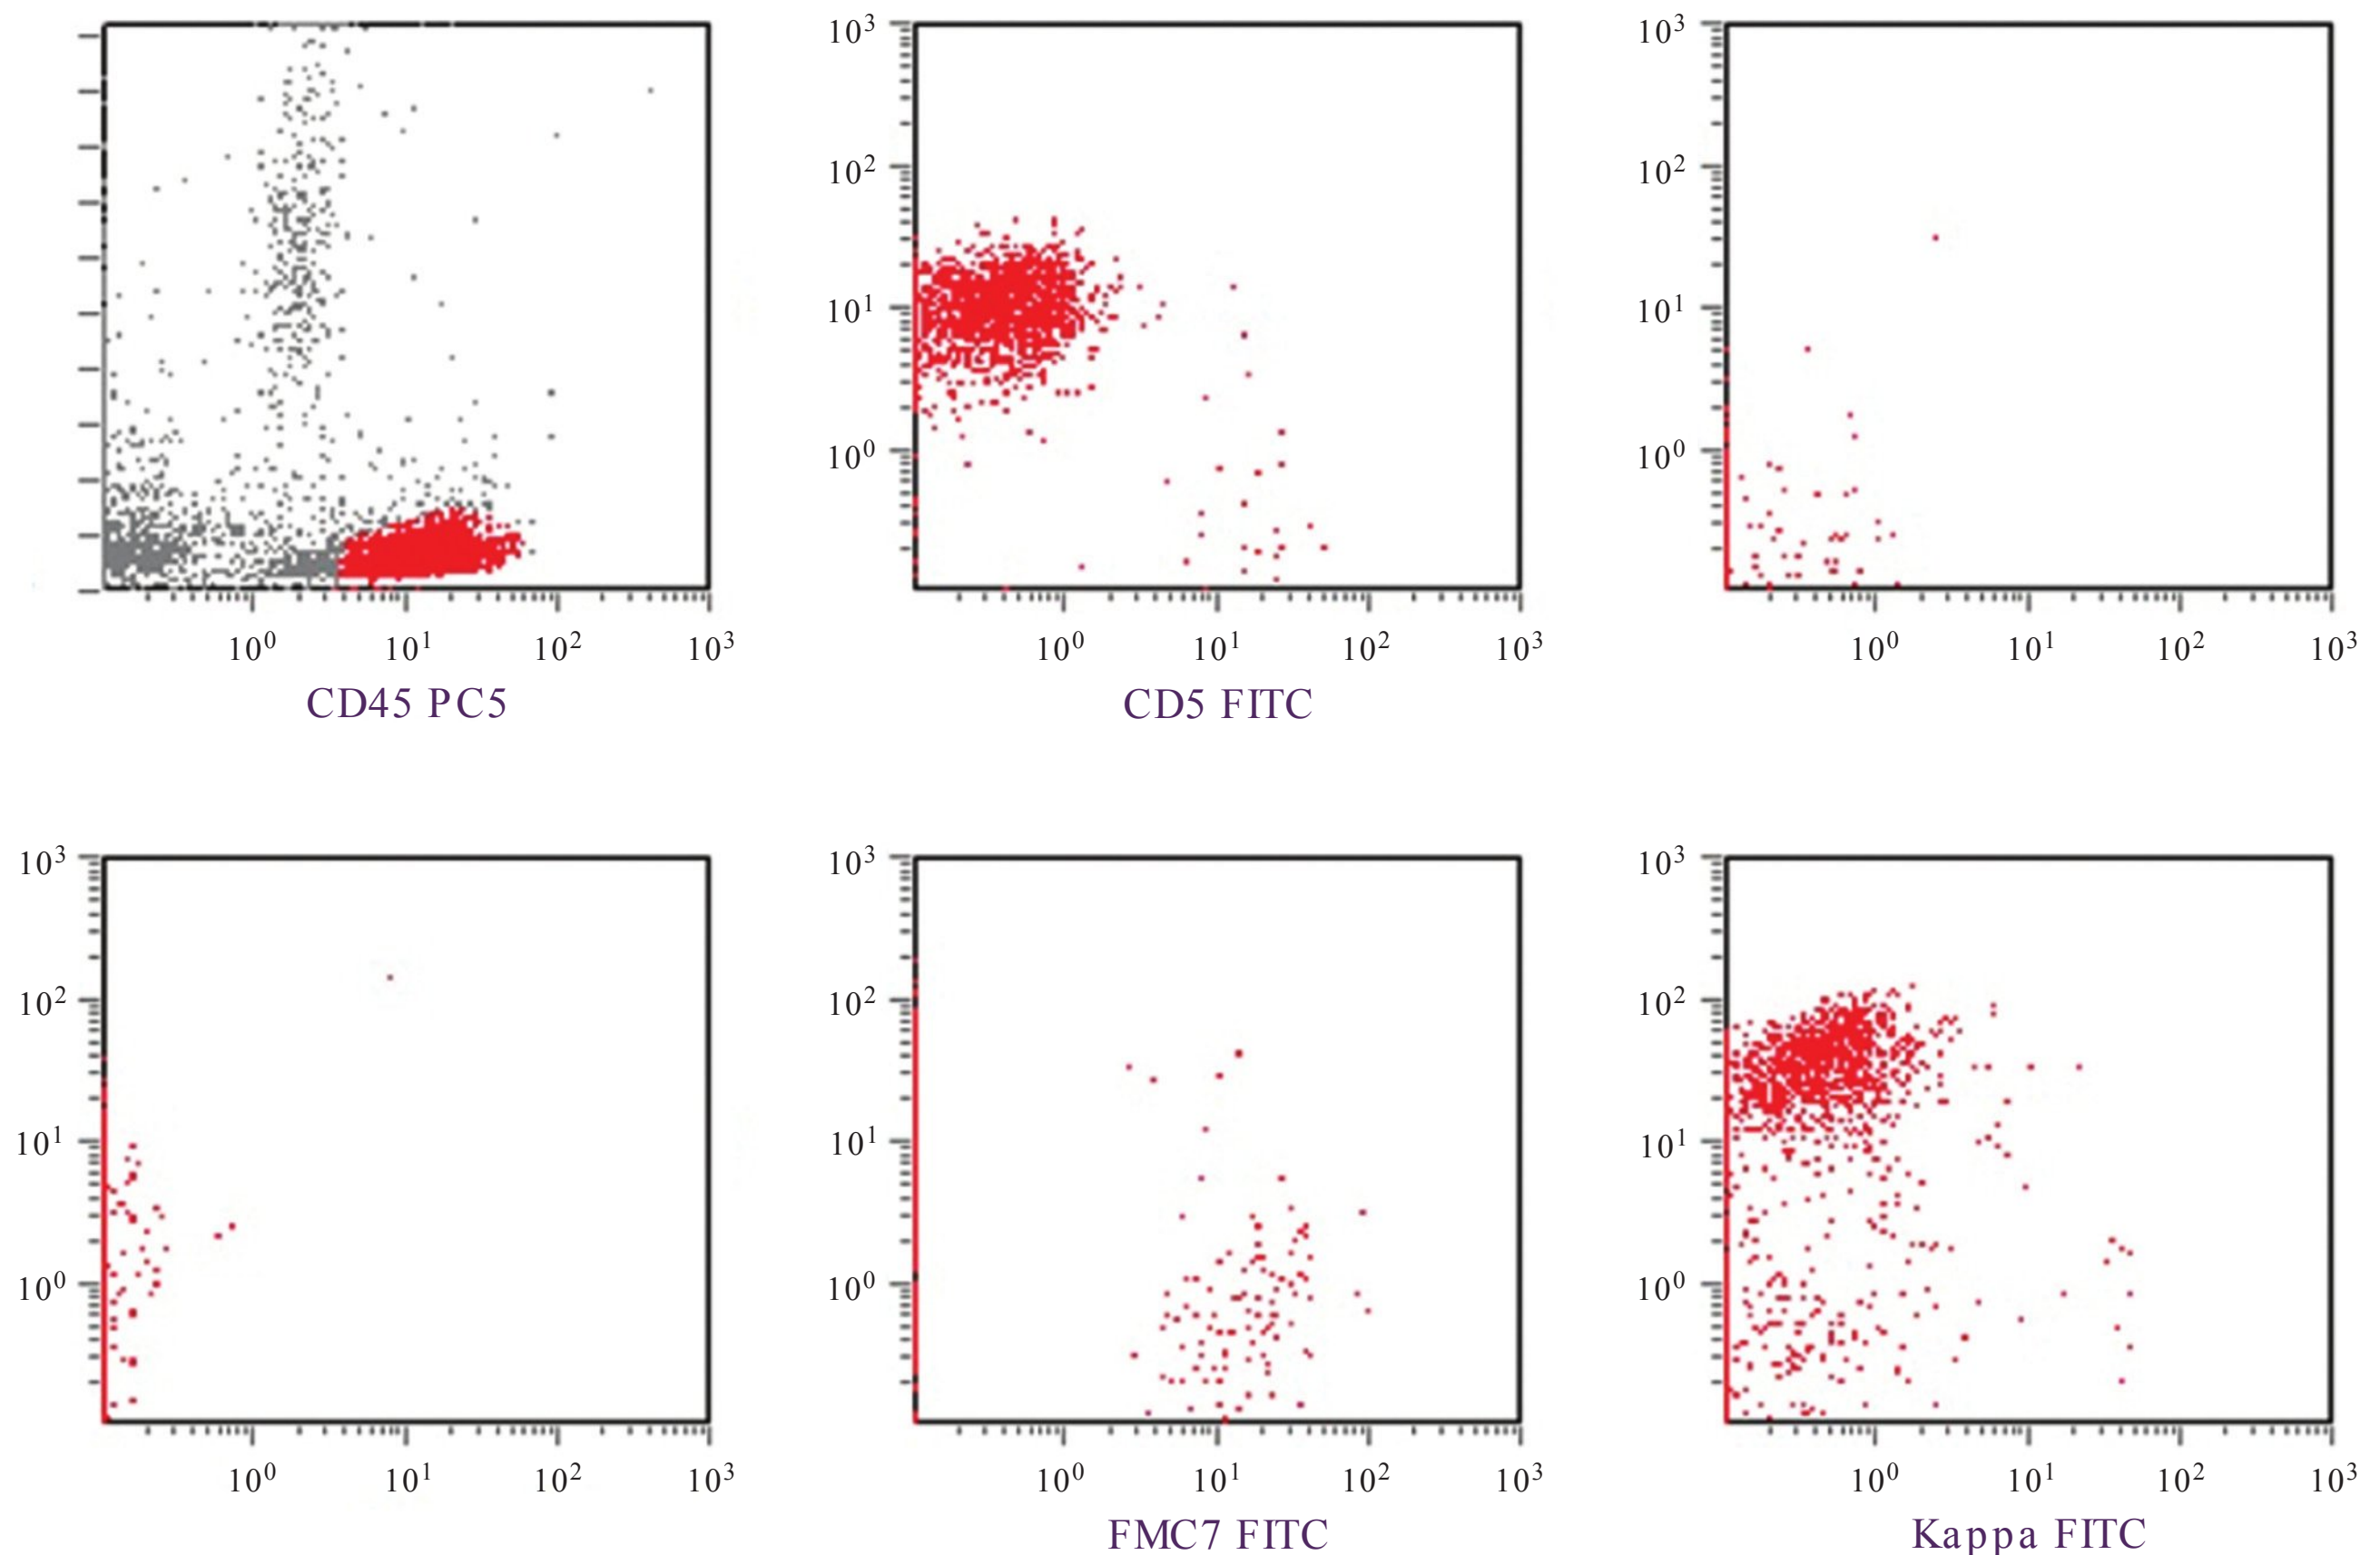 10³ 10³
10² 10²
10¹ 10¹
10⁰ 10⁰
10⁰ 10¹ 10² 10³ 10⁰ 10¹ 10² 10³ 10⁰ 10¹ 10² 10³
CD45 PC5 CD5 FITC
10³ 10³ 10³
10² 10² 10²
10¹ 10¹ 10¹
10⁰ 10⁰ 10⁰
10⁰ 10¹ 10² 10³ 10⁰ 10¹ 10² 10³ 10⁰ 10¹ 10² 10³
FMC7 FITC Kappa FITC